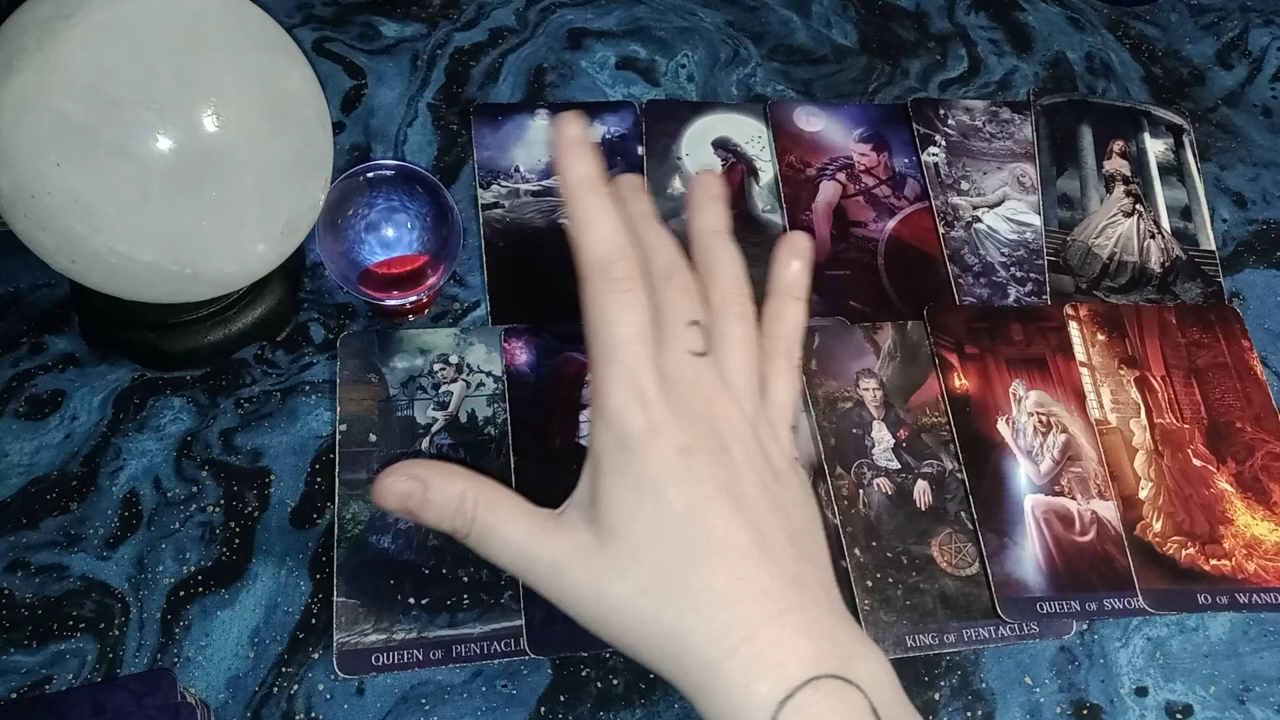 QUEEN OF PENTACL
KING OF PENTACLES
QUEEN OF SWOR
10 OF WAND